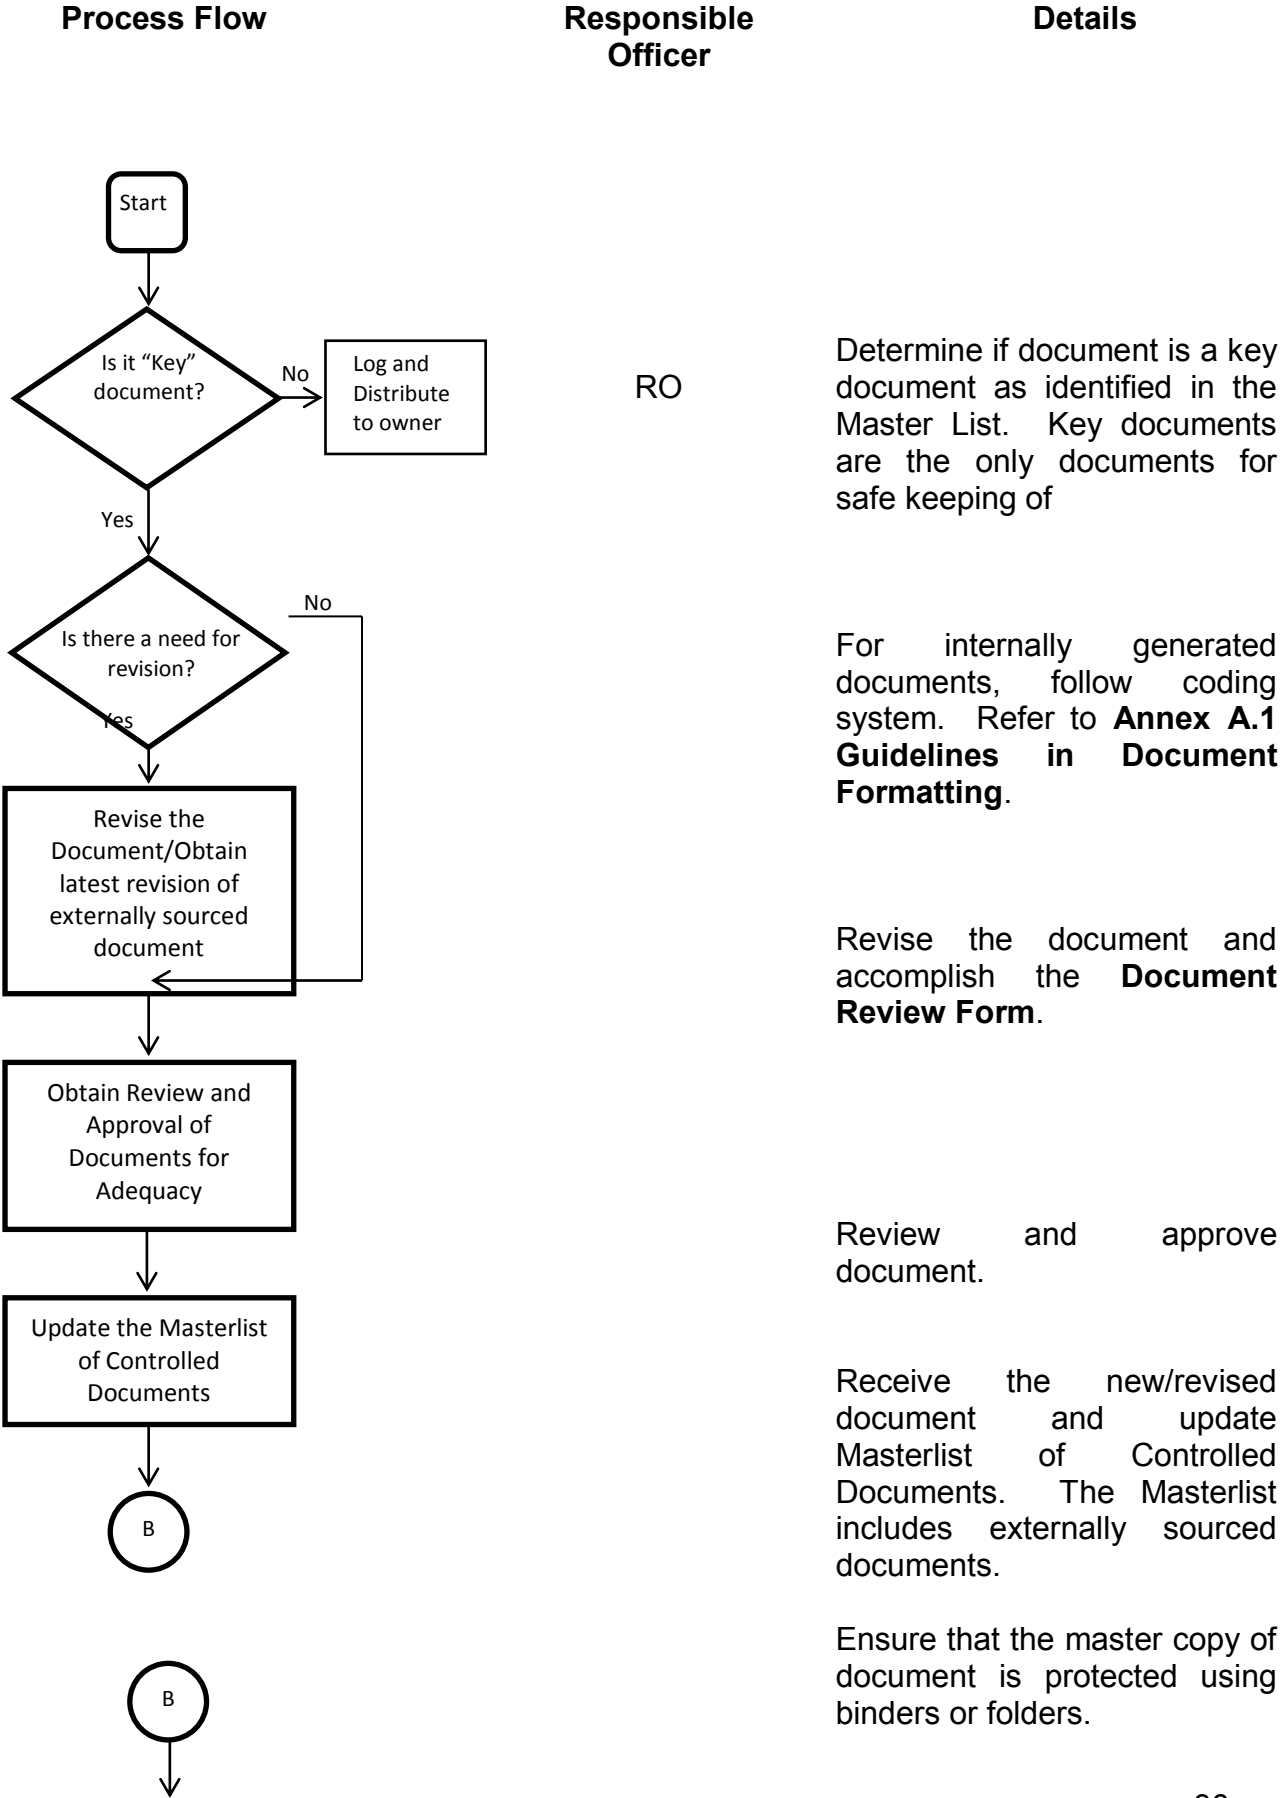 Process Flow
Responsible
Officer
Details
Start
Is it “Key”
document?
No
Log and
Distribute
to owner
RO
Determine if document is a key
document as identified in the
Master List. Key documents
are the only documents for
safe keeping of
Yes
Is there a need for
revision?
No
Yes
For internally generated
documents, follow coding
system. Refer to Annex A.1
Guidelines in Document
Formatting.
Revise the
Document/Obtain
latest revision of
externally sourced
document
Revise the document and
accomplish the Document
Review Form.
Obtain Review and
Approval of
Documents for
Adequacy
Review and approve
document.
Update the Masterlist
of Controlled
Documents
Receive the new/revised
document and update
Masterlist of Controlled
Documents. The Masterlist
includes externally sourced
documents.
B
Ensure that the master copy of
document is protected using
binders or folders.
B